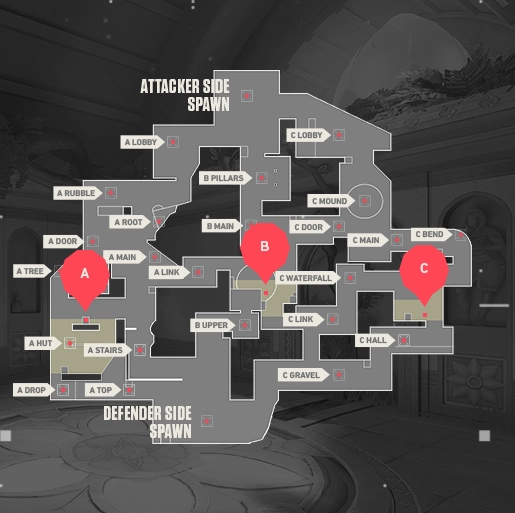 ATTACKER SIDE
SPAWN
A LOBBY
C LOBBY
B PILLARS
A RUBBLE
C MOUND
A ROOT
B MAIN
C DOOR
C BEND
A DOOR
C MAIN
B
A MAIN
A TREE
A LINK
C WATERFALL
A
C
C LINK
B UPPER
A HUT
C HALL
A STAIRS
C GRAVEL
A DROP
A TOP
DEFENDER SIDE
SPAWN